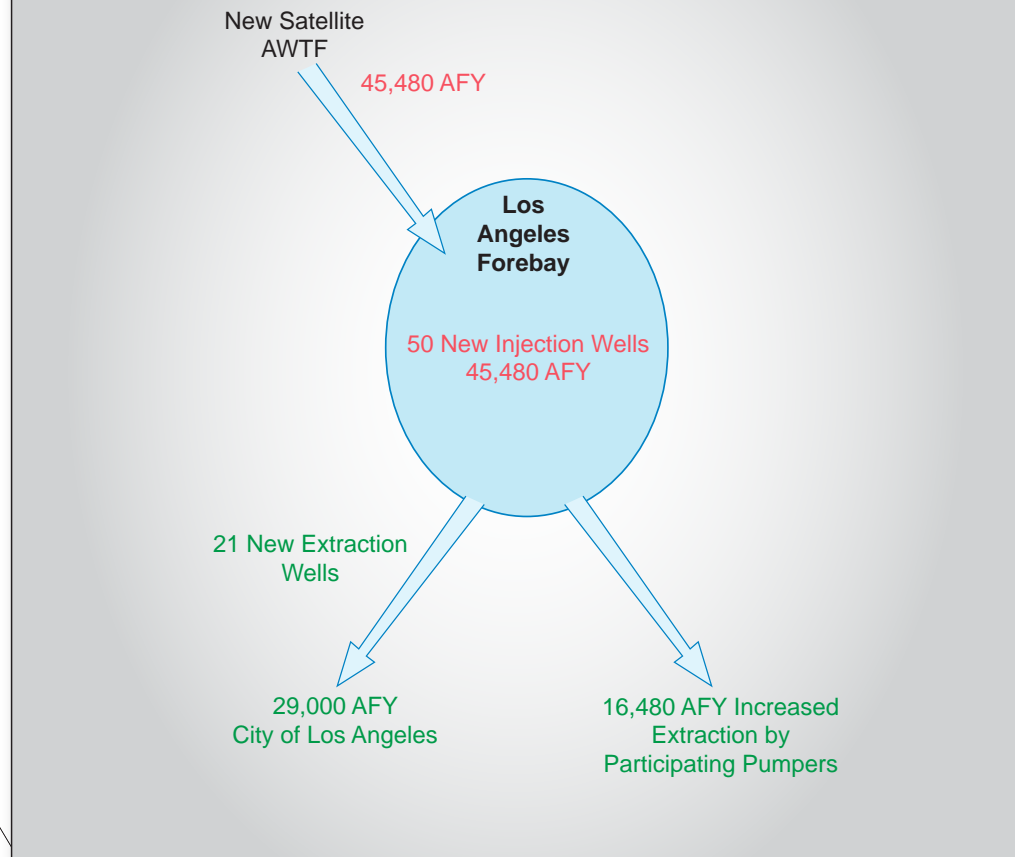 New Satellite
AWTF
45,480 AFY
Los
Angeles
Forebay
50 New Injection Wells
45,480 AFY
21 New Extraction
Wells
29,000 AFY
City of Los Angeles
16,480 AFY Increased
Extraction by
Participating Pumpers